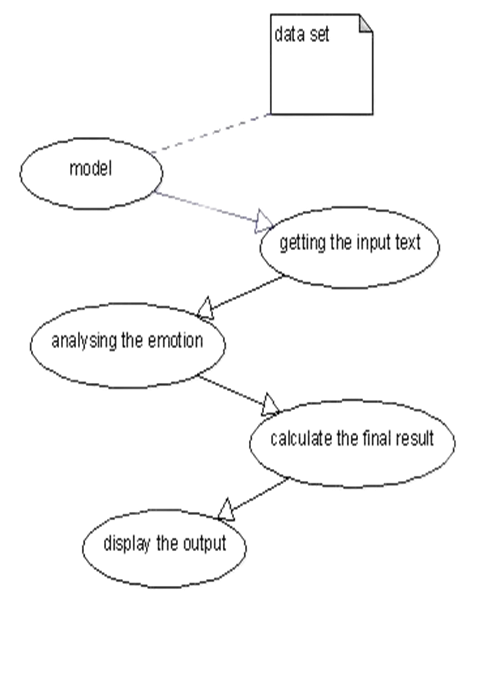 data set
model
getting the input text
analysing the emotion
calculate the final result
display the output